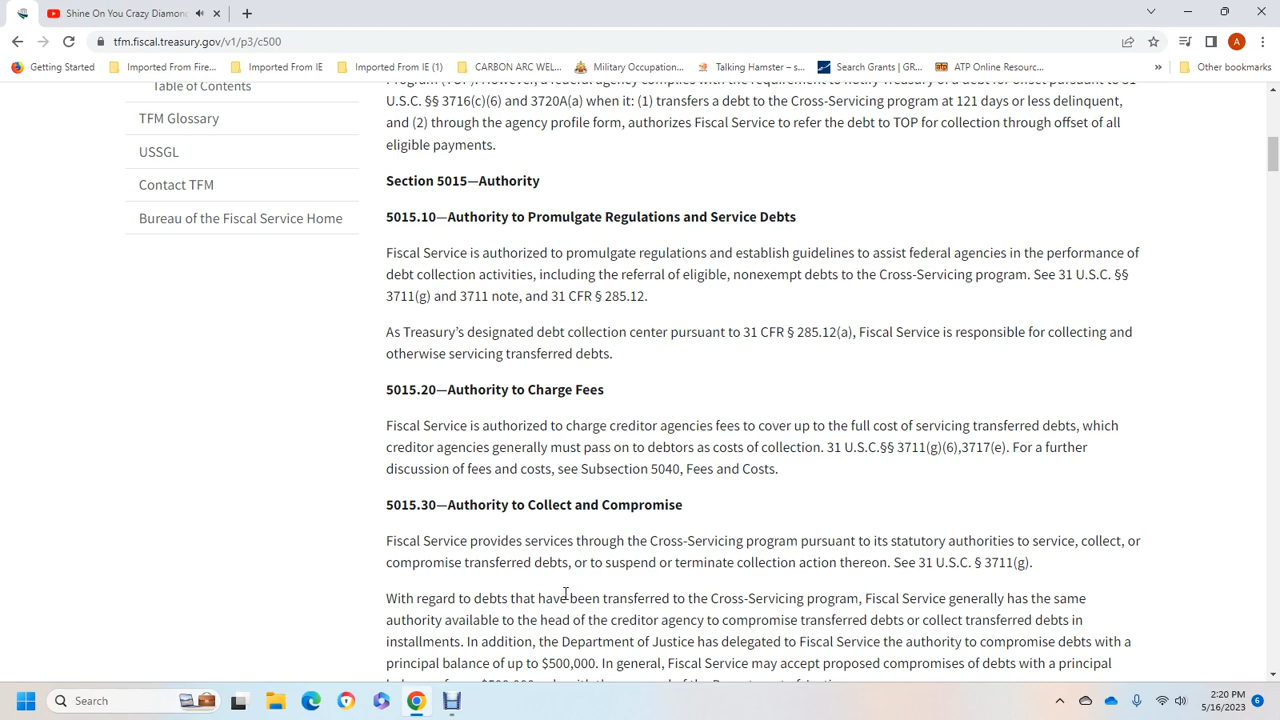 Shine On You Crazy Diamond
tfm.fiscal.treasury.gov/v1/p3/c500
A
Getting Started
Imported From Fire...
Imported From IE
Imported From IE (1)
CARBON ARC WEL...
Military Occupation...
Talking Hamster – s...
Search Grants | GR...
ATP Online Resourc...
»
Other bookmarks
Table of Contents
TFM Glossary
USSGL
Contact TFM
Bureau of the Fiscal Service Home
U.S.C. §§ 3716(c)(6) and 3720A(a) when it: (1) transfers a debt to the Cross-Servicing program at 121 days or less delinquent,
and (2) through the agency profile form, authorizes Fiscal Service to refer the debt to TOP for collection through offset of all
eligible payments.
Section 5015—Authority
5015.10—Authority to Promulgate Regulations and Service Debts
Fiscal Service is authorized to promulgate regulations and establish guidelines to assist federal agencies in the performance of
debt collection activities, including the referral of eligible, nonexempt debts to the Cross-Servicing program. See 31 U.S.C. §§
3711(g) and 3711 note, and 31 CFR § 285.12.
As Treasury’s designated debt collection center pursuant to 31 CFR § 285.12(a), Fiscal Service is responsible for collecting and
otherwise servicing transferred debts.
5015.20—Authority to Charge Fees
Fiscal Service is authorized to charge creditor agencies fees to cover up to the full cost of servicing transferred debts, which
creditor agencies generally must pass on to debtors as costs of collection. 31 U.S.C.§§ 3711(g)(6),3717(e). For a further
discussion of fees and costs, see Subsection 5040, Fees and Costs.
5015.30—Authority to Collect and Compromise
Fiscal Service provides services through the Cross-Servicing program pursuant to its statutory authorities to service, collect, or
compromise transferred debts, or to suspend or terminate collection action thereon. See 31 U.S.C. § 3711(g).
With regard to debts that have been transferred to the Cross-Servicing program, Fiscal Service generally has the same
authority available to the head of the creditor agency to compromise transferred debts or collect transferred debts in
installments. In addition, the Department of Justice has delegated to Fiscal Service the authority to compromise debts with a
principal balance of up to $500,000. In general, Fiscal Service may accept proposed compromises of debts with a principal
Search
2:20 PM
5/16/2023
6